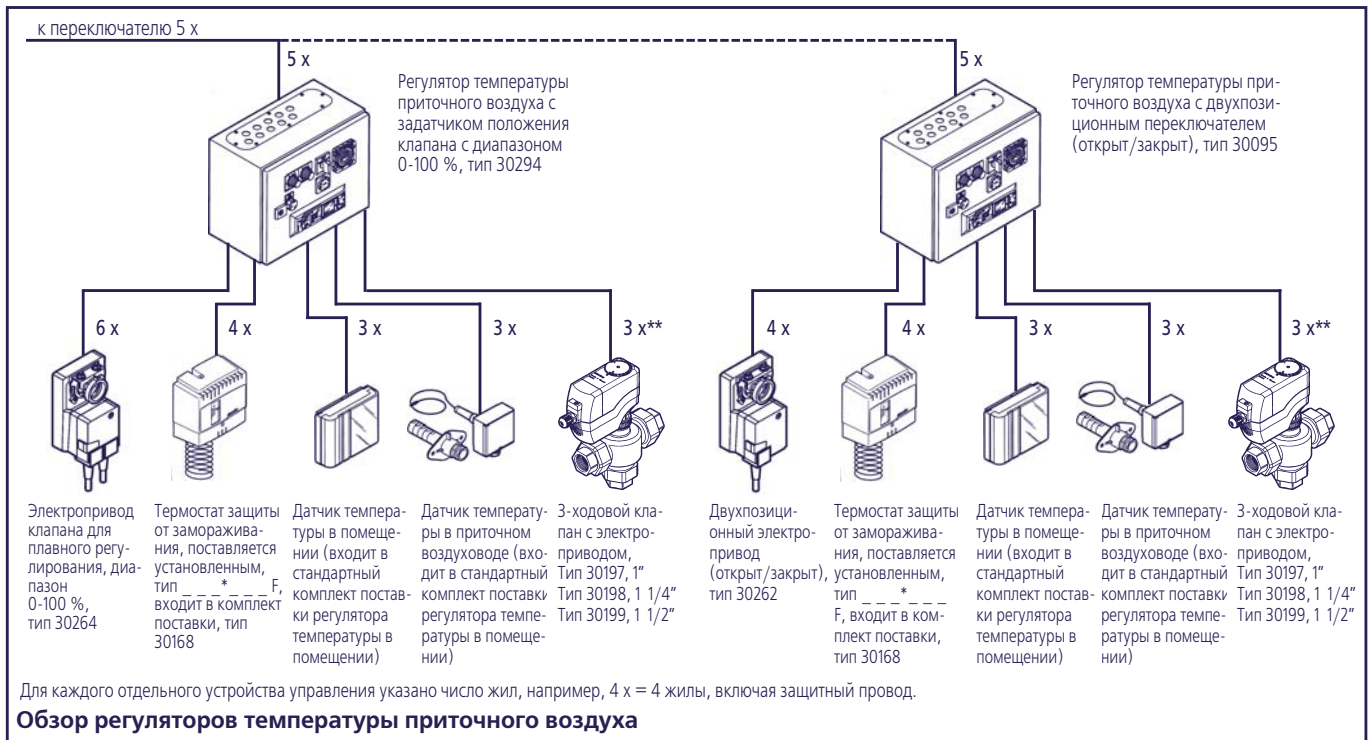 к переключателю 5 x
5 x
Регулятор температуры
приточного воздуха с
задатчиком положения
клапана с диапазоном
0-100 %, тип 30294
5 x
Регулятор температуры при-
точного воздуха с двухпози-
ционным переключателем
(открыт/закрыт), тип 30095
6 x
4 x
3 x
3 x
3 x**
4 x
4 x
3 x
3 x
3 x**
Электропривод
клапана для
плавного регу-
лирования, диа-
пазон
0-100 %,
тип 30264
Термостат защиты
от заморажива-
ния, поставляется
установленным,
тип _ _ _*_ _ _ F,
входит в комплект
поставки, тип
30168
Датчик темпера-
туры в помеще-
нии (входит в
стандартный
комплект постав-
ки регулятора
температуры в
помещении)
Датчик температу-
ры в приточном
воздуховоде (вхо-
дит в стандартный
комплект поставки
регулятора темпе-
ратуры в помеще-
нии)
3-ходовой кла-
пан с электро-
приводом,
Тип 30197, 1”
Тип 30198, 1 1/4”
Тип 30199, 1 1/2”
Двухпозици-
онный электро-
привод
(открыт/закрыт),
тип 30262
Термостат защиты
от заморажива-
ния, поставляется
установленным,
тип _ _ _*_ _ _
F, входит в ком-
плект поставки,
тип 30168
Датчик темпера-
туры в помеще-
нии (входит в
стандартный
комплект постав-
ки регулятора
температуры в
помещении)
Датчик температу-
ры в приточном
воздуховоде (вхо-
дит в стандартный
комплект поставки
регулятора темпе-
ратуры в помеще-
нии)
3-ходовой кла-
пан с электро-
приводом,
Тип 30197, 1”
Тип 30198, 1 1/4”
Тип 30199, 1 1/2”
Для каждого отдельного устройства управления указано число жил, например, 4 x = 4 жилы, включая защитный провод.
Обзор регуляторов температуры приточного воздуха